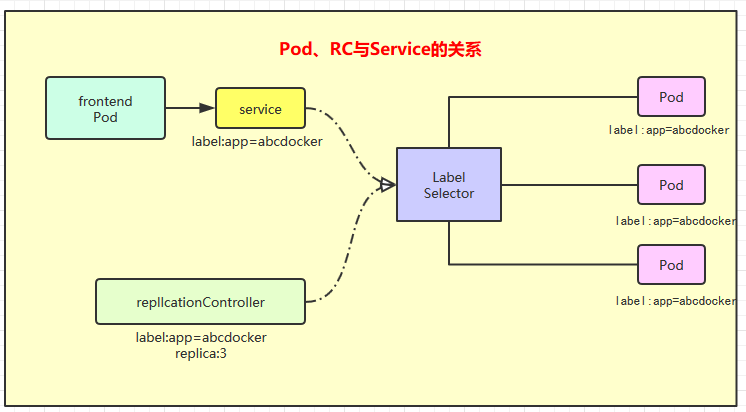 Pod、RC与Service的关系
frontend
Pod
service
label:app=abcdocker
Label
Selector
Pod
label:app=abcdocker
Pod
label:app=abcdocker
Pod
label:app=abcdocker
repllcationController
label:app=abcdocker
replica:3